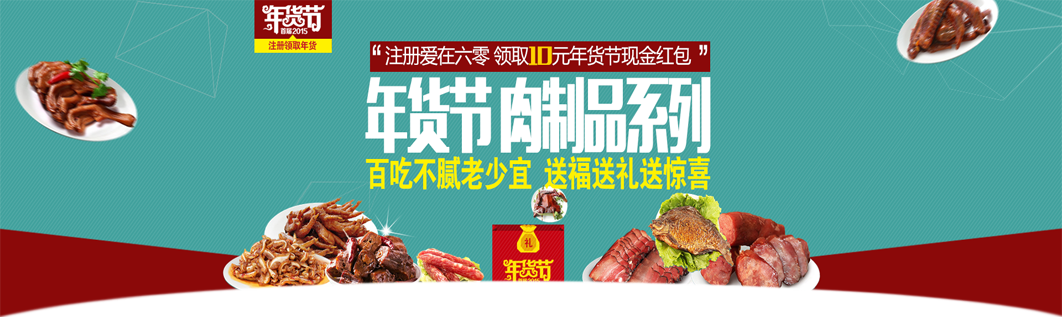 年货节
首届2015
注册领取年货
“注册爱在六零 领取10元年货节现金红包”
年货节 肉制品系列
百吃不腻老少宜 送福送礼送惊喜
礼
年货节